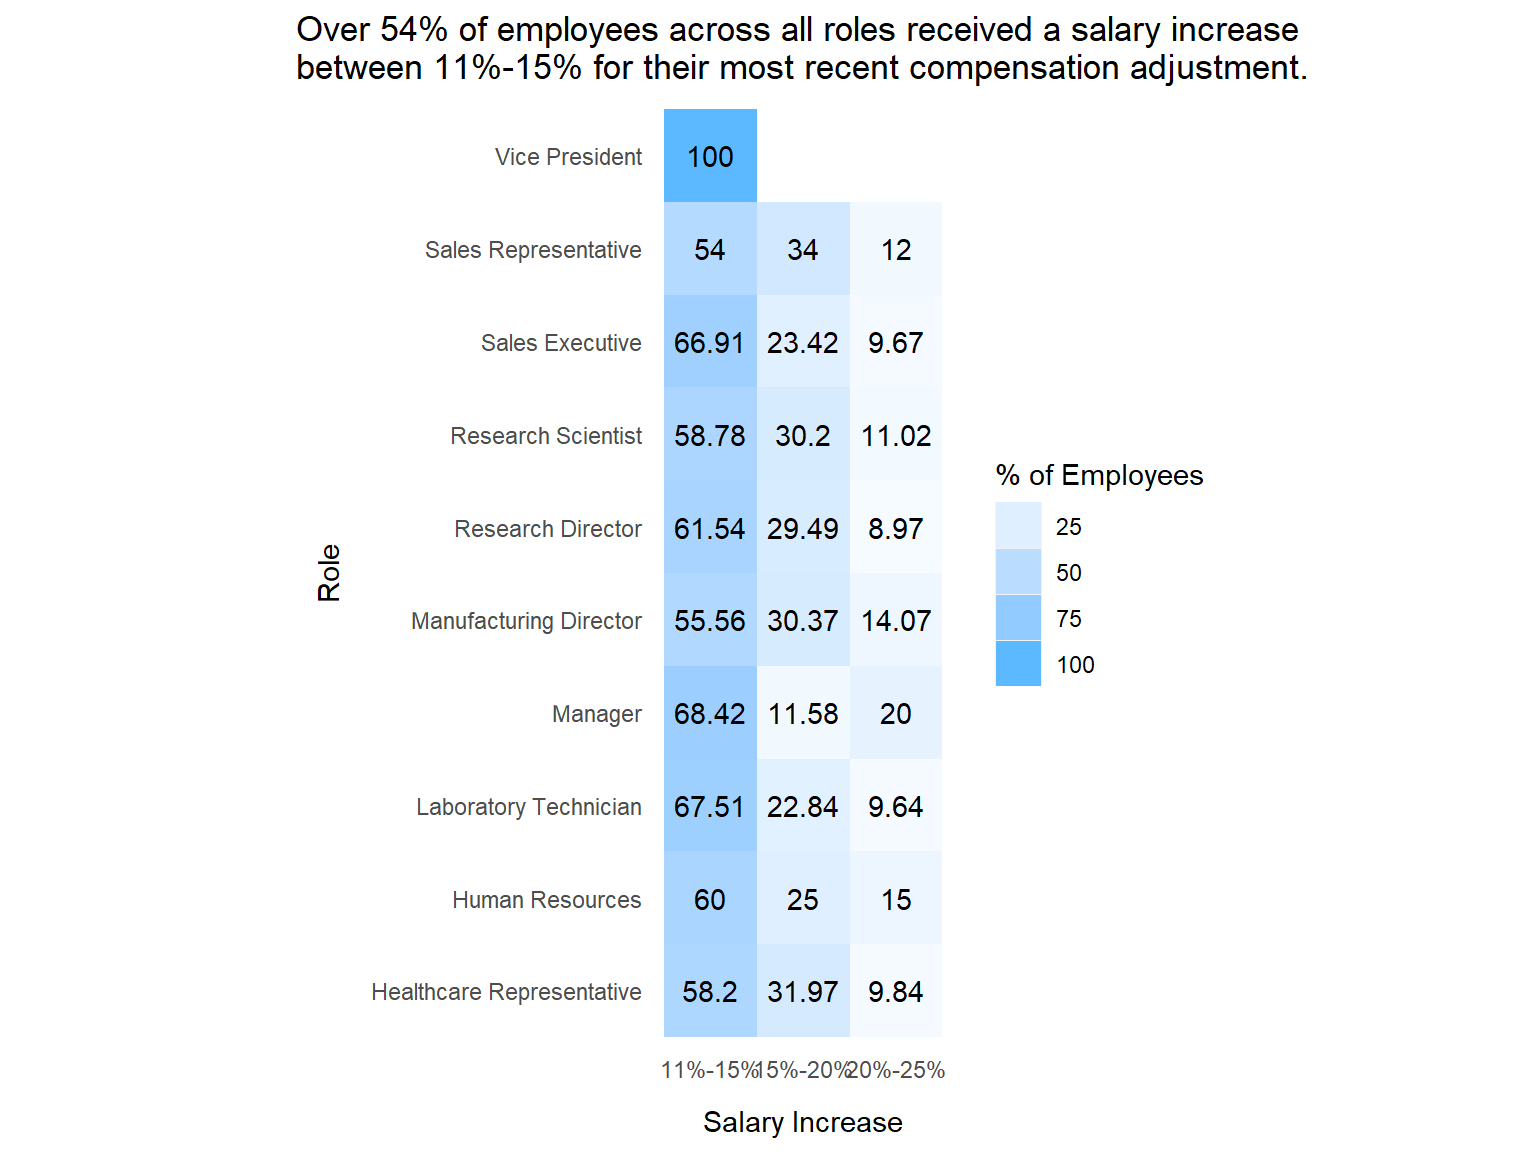 Over 54% of employees across all roles received a salary increase
between 11%-15% for their most recent compensation adjustment.
Vice President 100
Sales Representative 54 34 12
Sales Executive 66.91 23.42 9.67
Research Scientist 58.78 30.2 11.02
Research Director 61.54 29.49 8.97
Manufacturing Director 55.56 30.37 14.07
Manager 68.42 11.58 20
Laboratory Technician 67.51 22.84 9.64
Human Resources 60 25 15
Healthcare Representative 58.2 31.97 9.84
11%-15% 15%-20% 20%-25%
Salary Increase
Role
% of Employees
25
50
75
100